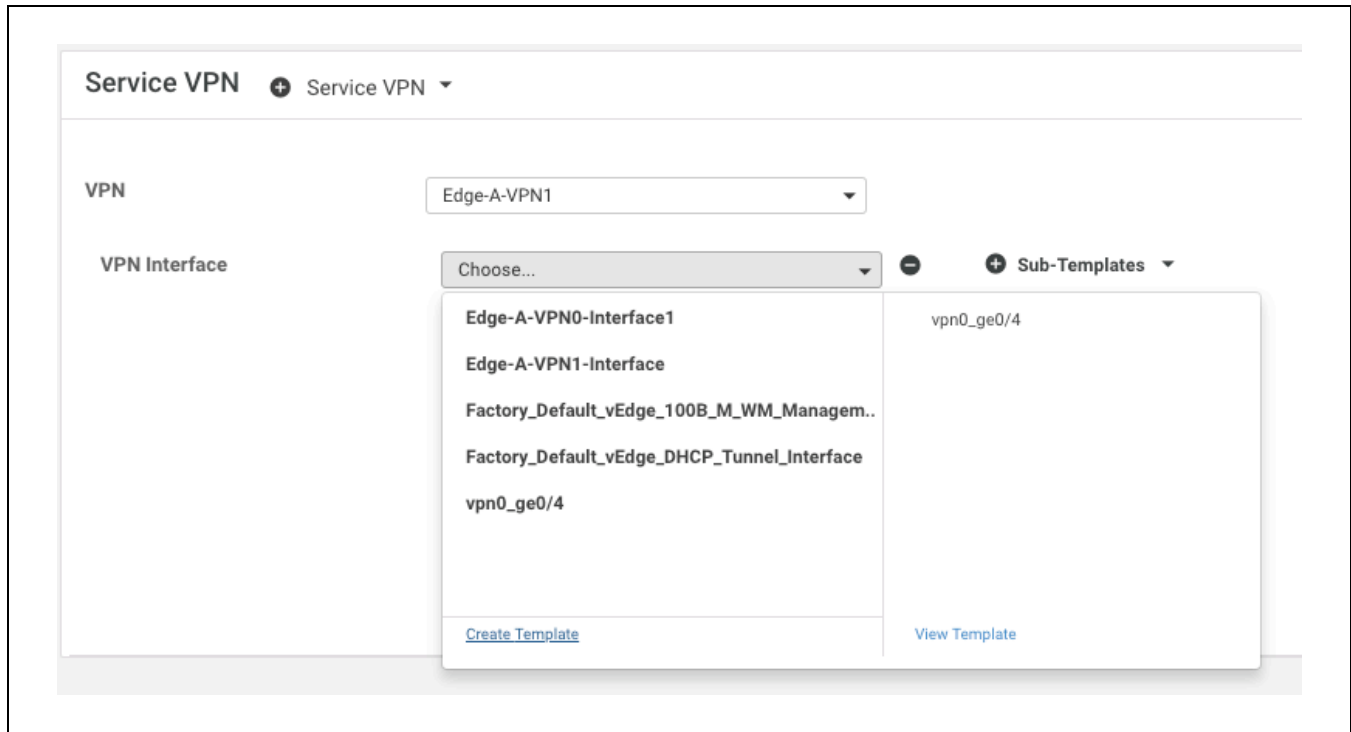 Service VPN Service VPN
VPN Edge-A-VPN1
VPN Interface Choose... Sub-Templates
Edge-A-VPN0-Interface1 vpn0_ge0/4
Edge-A-VPN1-Interface
Factory_Default_vEdge_100B_M_WM_Managem..
Factory_Default_vEdge_DHCP_Tunnel_Interface
vpn0_ge0/4
Create Template View Template